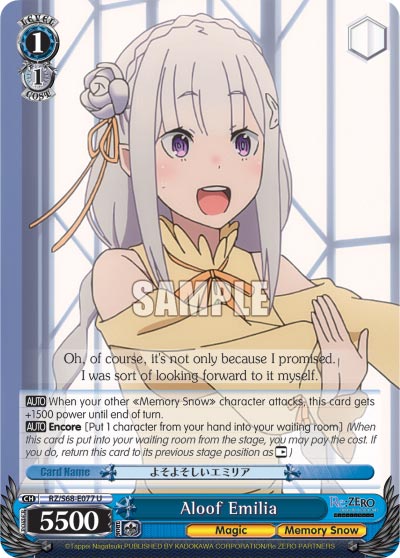 LEVEL
1
1
COST
SAMPLE
Oh, of course, it's not only because I promised.
I was sort of looking forward to it myself.
AUTO When your other «Memory Snow» character attacks, this card gets
+1500 power until end of turn.
AUTO Encore [Put 1 character from your hand into your waiting room] (When
this card is put into your waiting room from the stage, you may pay the cost. If
you do, return this card to its previous stage position as )
Card Name よそよそしいエミリア
CH RZ/S68-E077 U
POWER 5500 Aloof Emilia Re:ZERO
Magic Memory Snow
©Tappei Nagatsuki,PUBLISHED BY KADOKAWA CORPORATION/Re:ZERO PARTNERS